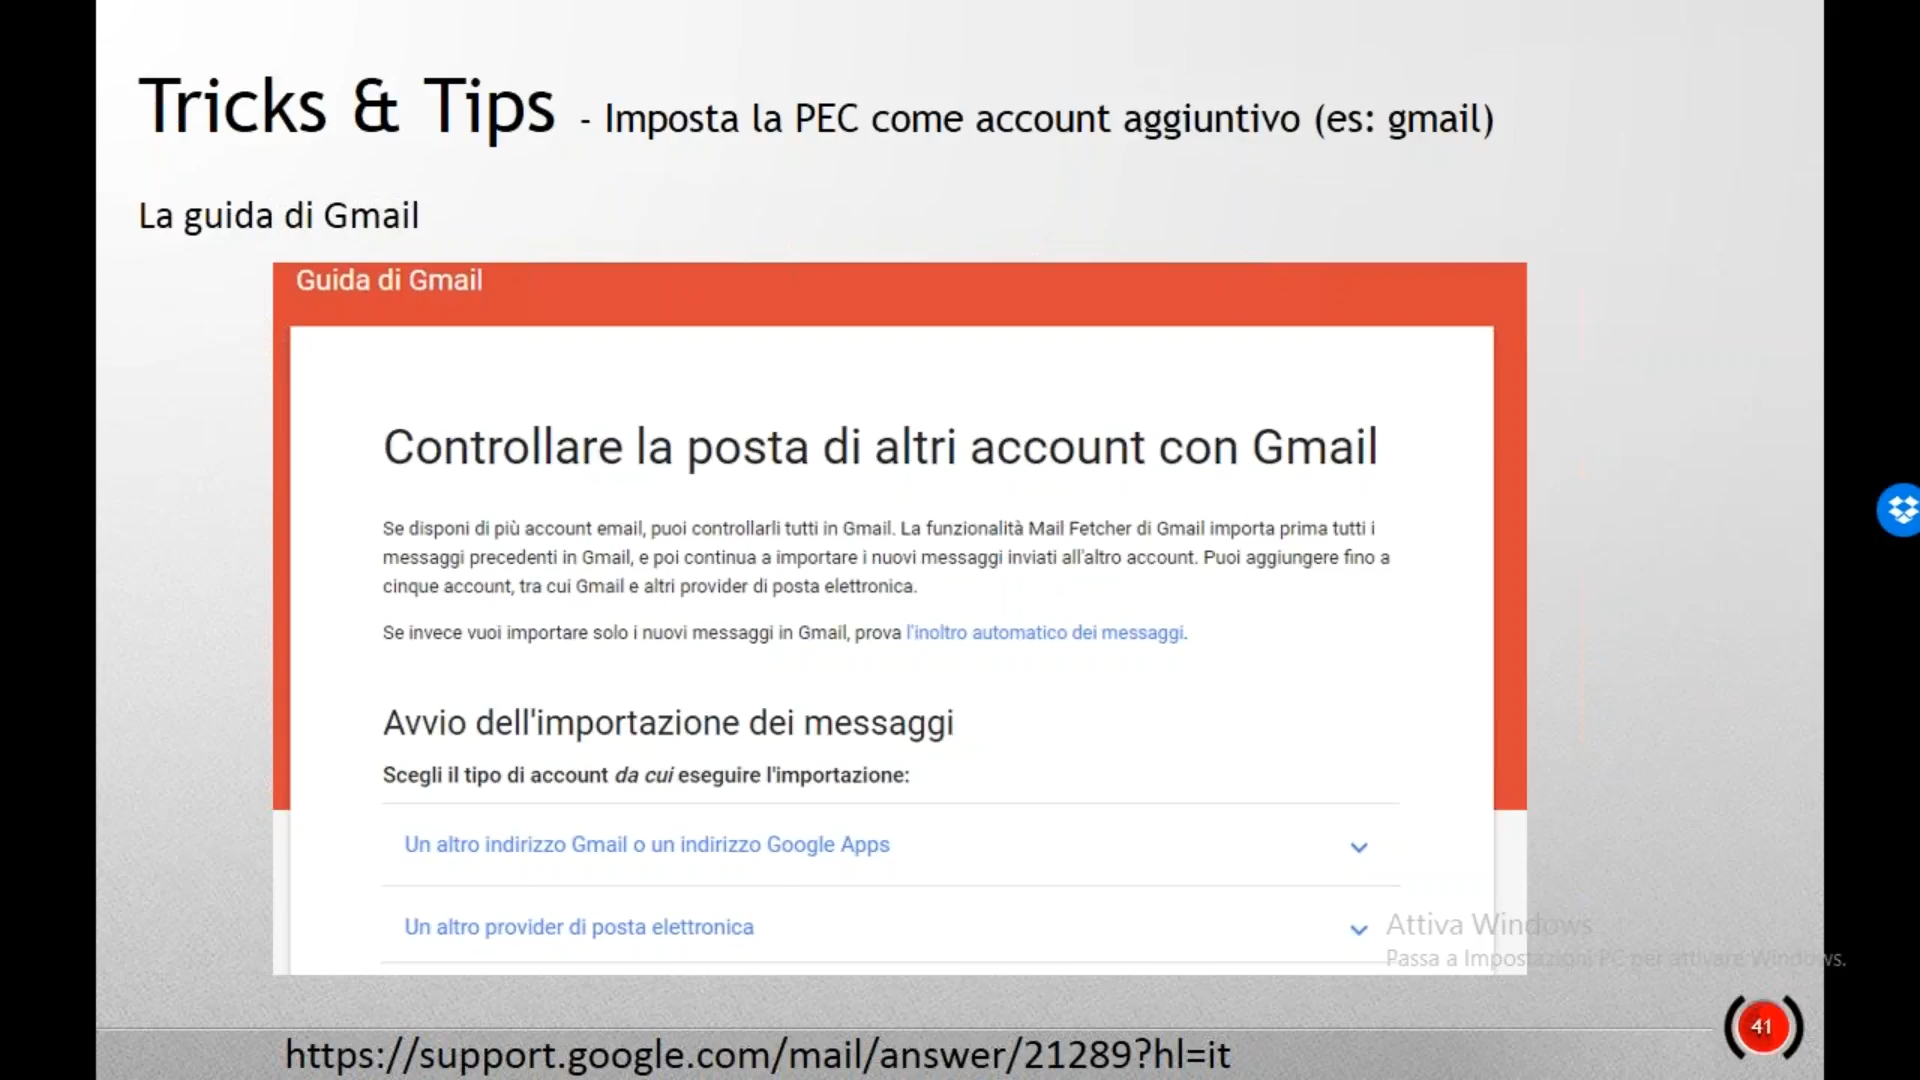 Tricks & Tips - Imposta la PEC come account aggiuntivo (es: gmail)
La guida di Gmail
Guida di Gmail
Controllare la posta di altri account con Gmail
Se disponi di più account email, puoi controllarli tutti in Gmail. La funzionalità Mail Fetcher di Gmail importa prima tutti i
messaggi precedenti in Gmail, e poi continua a importare i nuovi messaggi inviati all'altro account. Puoi aggiungere fino a
cinque account, tra cui Gmail e altri provider di posta elettronica.
Se invece vuoi importare solo i nuovi messaggi in Gmail, prova l'inoltro automatico dei messaggi.
Avvio dell'importazione dei messaggi
Scegli il tipo di account da cui eseguire l'importazione:
Un altro indirizzo Gmail o un indirizzo Google Apps
Un altro provider di posta elettronica
Attiva Windows
Passa a Impostazioni PC per attivare Windows.
41
https://support.google.com/mail/answer/21289?hl=it